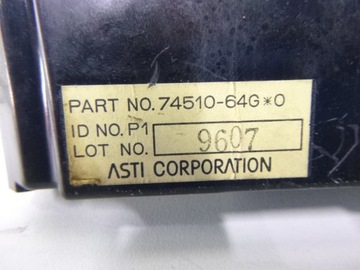 PART NO. 74510-64G*0
ID NO. P1
LOT NO. 9607
ASTI CORPORATION